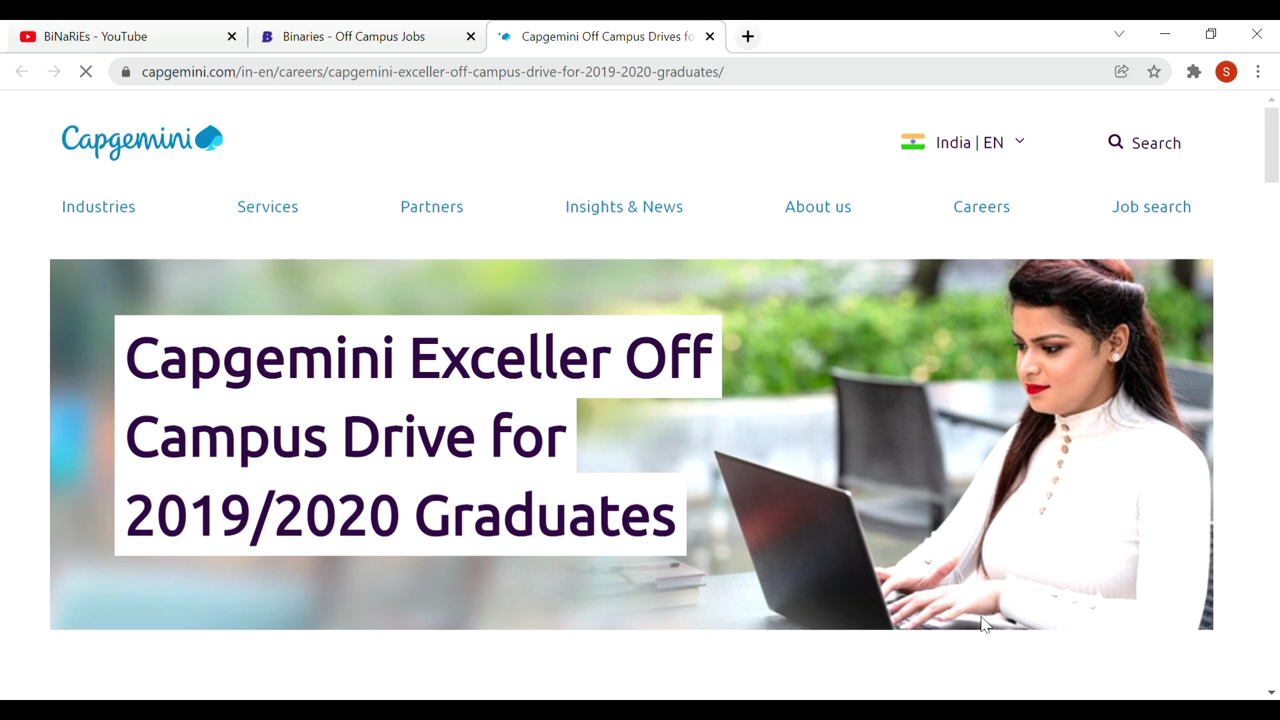 BiNaRiEs - YouTube
Binaries - Off Campus Jobs
Capgemini Off Campus Drives fo
capgemini.com/in-en/careers/capgemini-exceller-off-campus-drive-for-2019-2020-graduates/
S
Capgemini
India | EN
Search
Industries
Services
Partners
Insights & News
About us
Careers
Job search
Capgemini Exceller Off
Campus Drive for
2019/2020 Graduates